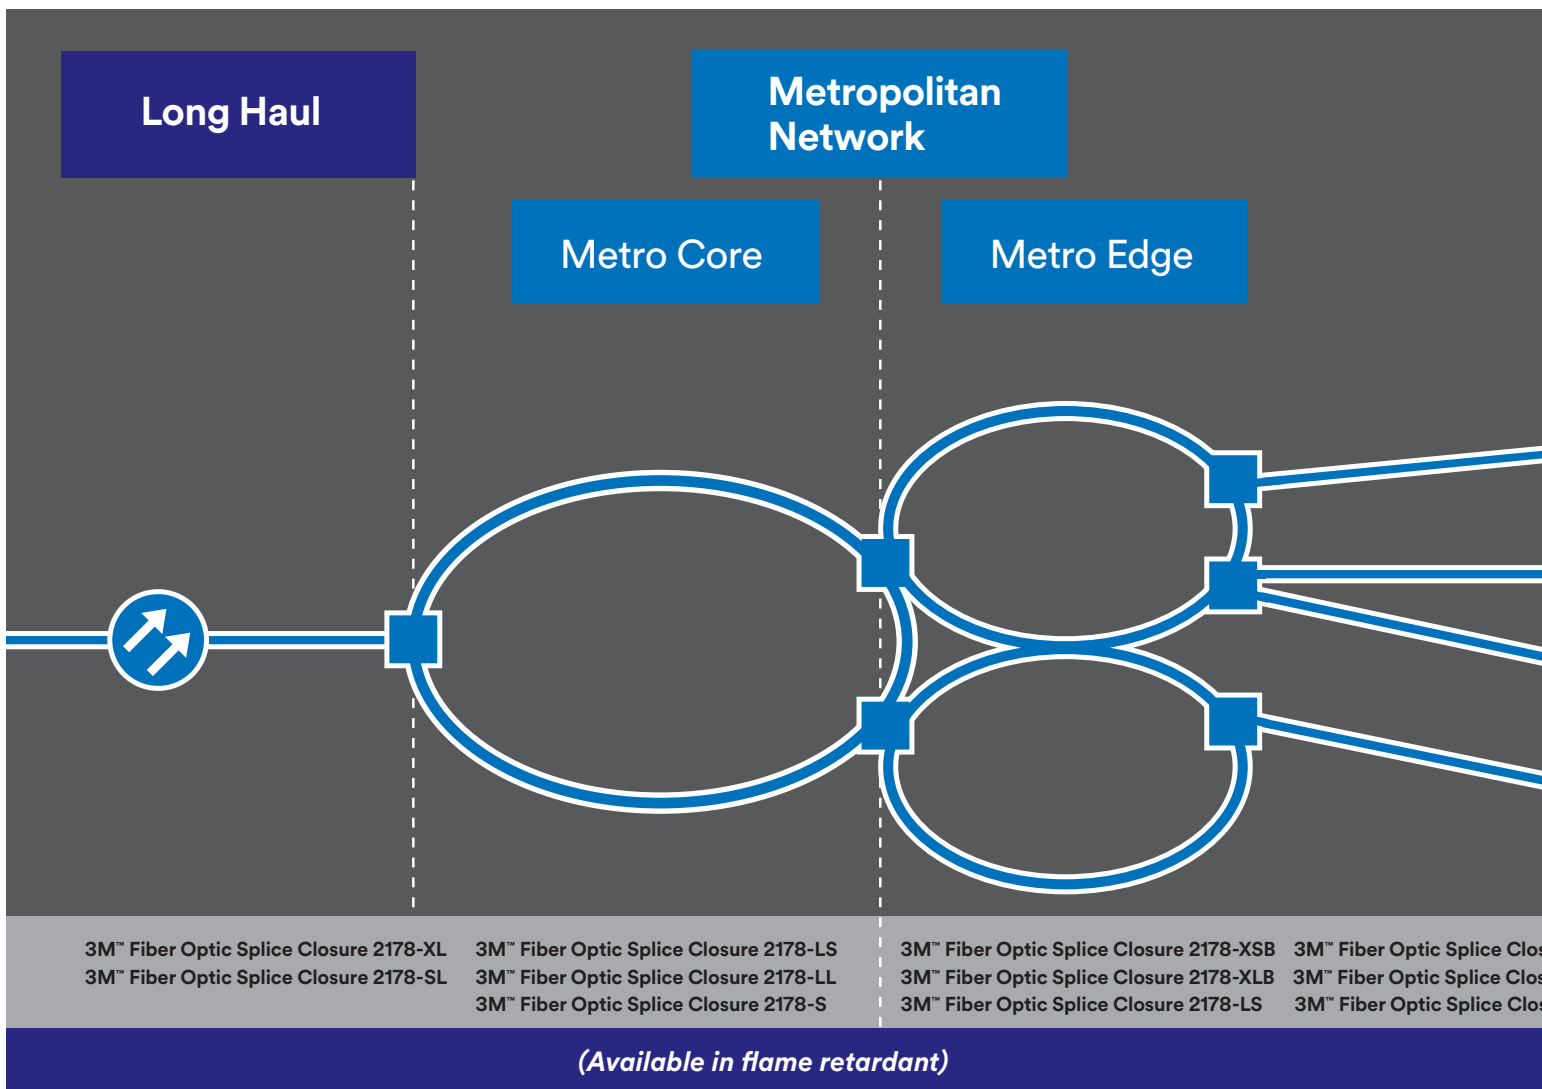 Long Haul
Metropolitan
Network
Metro Core
Metro Edge
3M™ Fiber Optic Splice Closure 2178-XL
3M™ Fiber Optic Splice Closure 2178-SL
3M™ Fiber Optic Splice Closure 2178-LS
3M™ Fiber Optic Splice Closure 2178-LL
3M™ Fiber Optic Splice Closure 2178-S
3M™ Fiber Optic Splice Closure 2178-XSB
3M™ Fiber Optic Splice Closure 2178-XLB
3M™ Fiber Optic Splice Closure 2178-LS
3M™ Fiber Optic Splice
3M™ Fiber Optic Splice
3M™ Fiber Optic Splice
(Available in flame retardant)